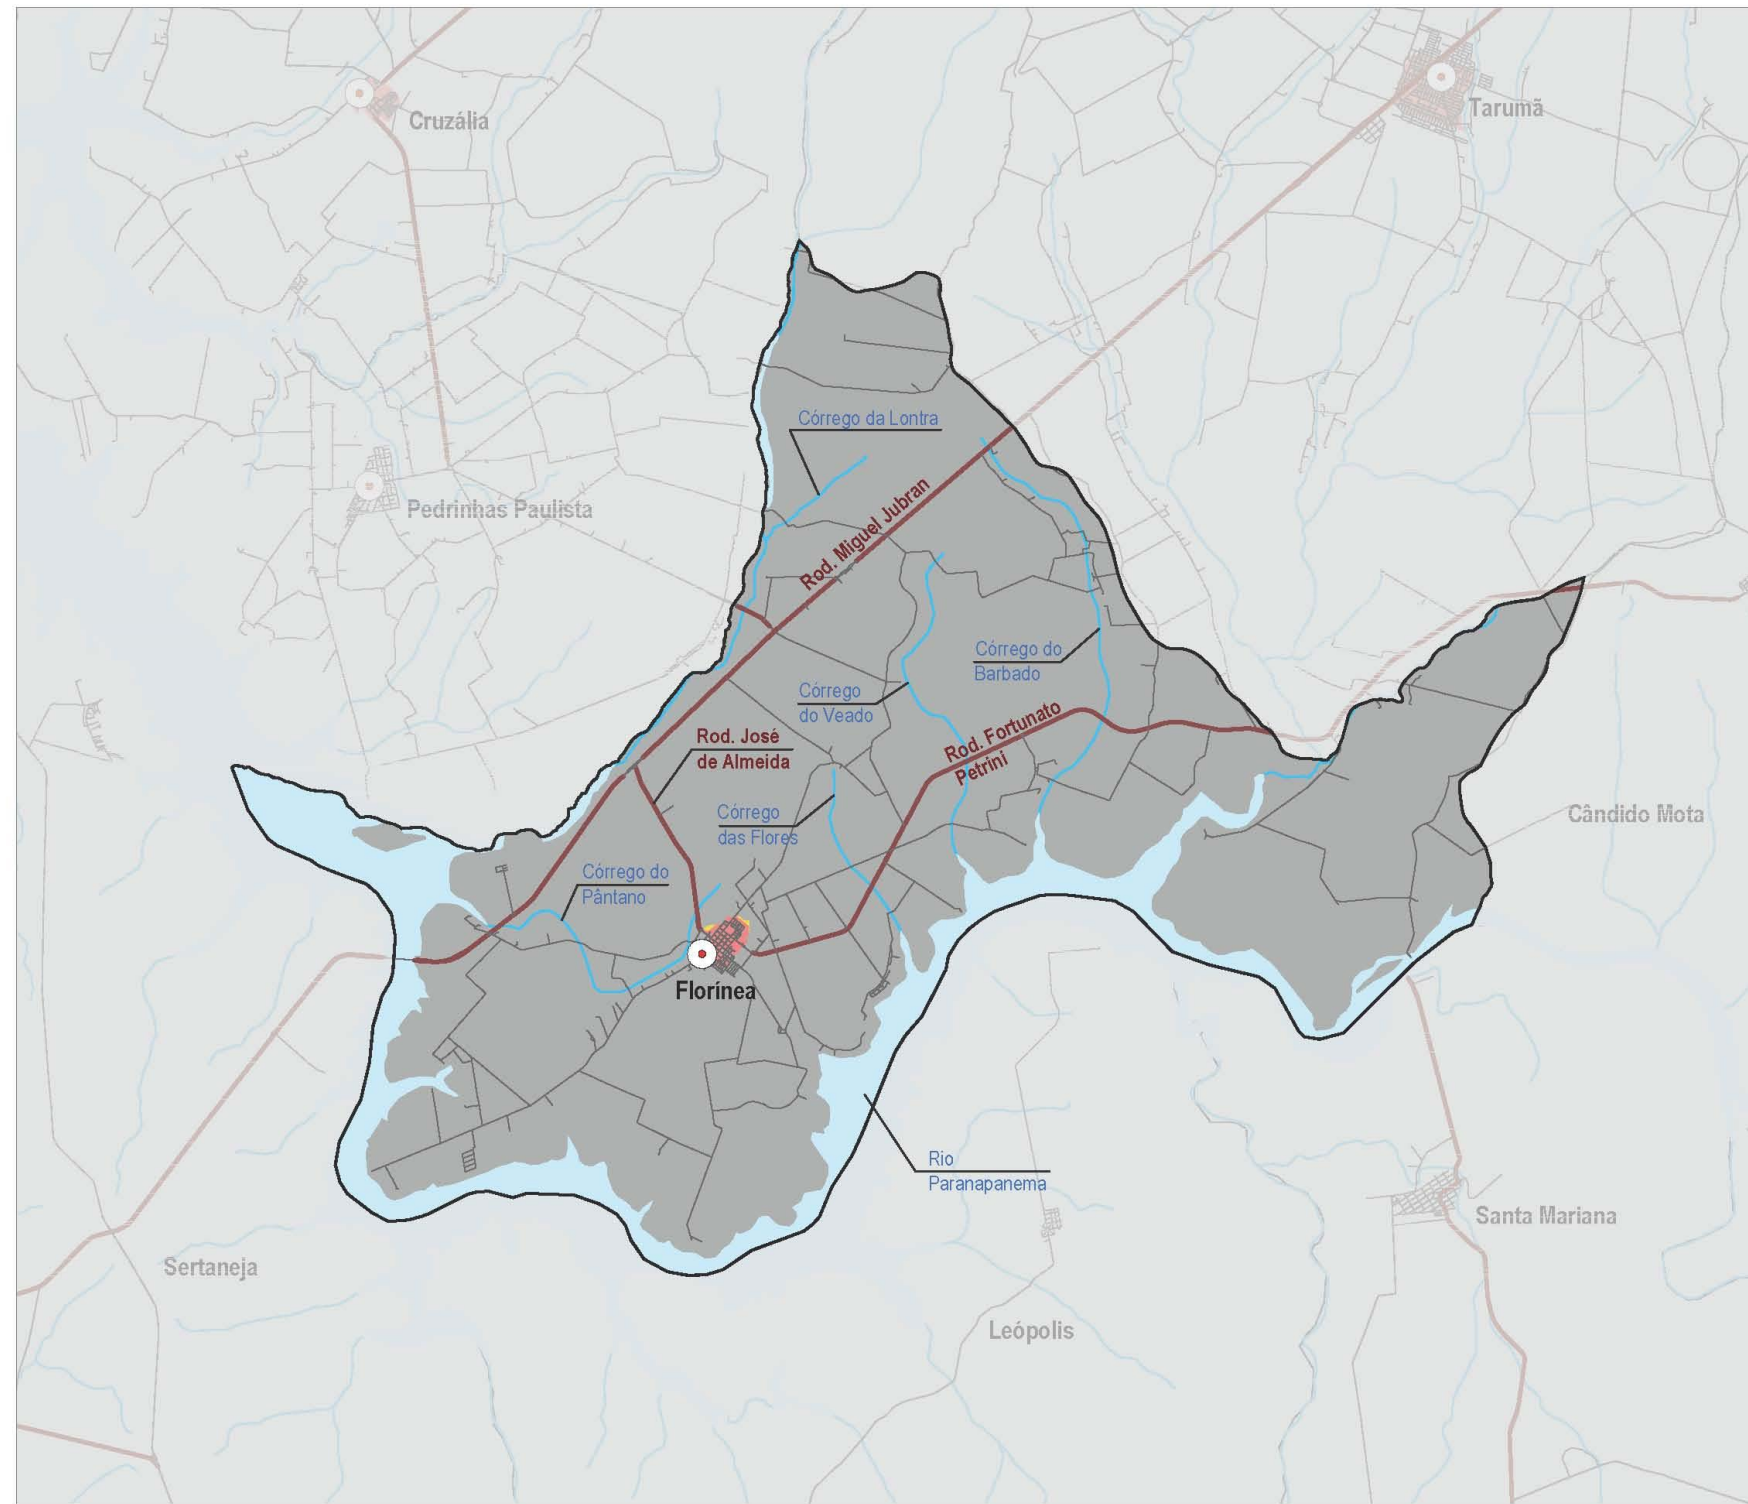 Tarumã
Cruzália
Córrego da Lontra
Rod. Miguel Jubran
Pedrinhas Paulista
Córrego do
Barbado
Córrego
do Veado
Rod. Fortunato
Petrini
Rod. José
de Almeida
Córrego
das Flores
Cândido Mota
Córrego do
Pântano
Florínea
Rio
Paranapanema
Santa Mariana
Sertaneja
Leópolis